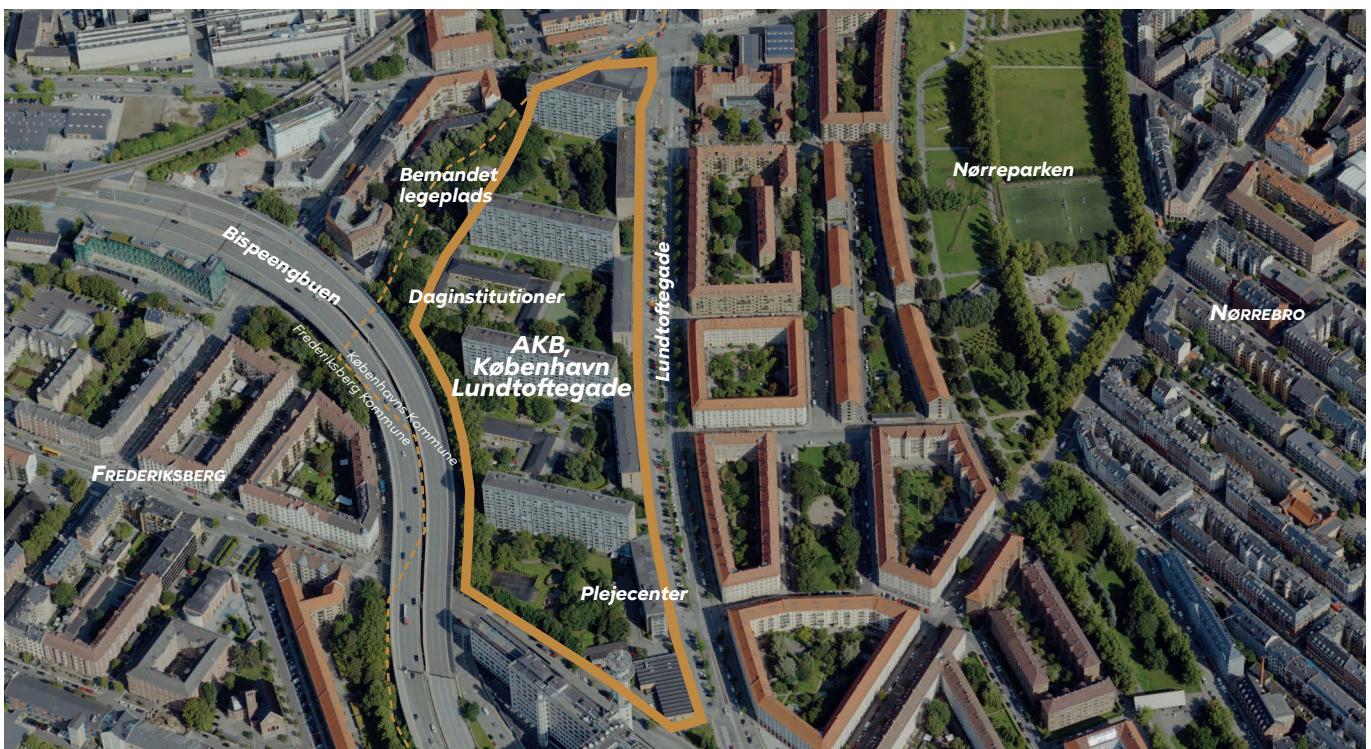 Bemandet
legeplads
Nørreparken
Bispeengbuen
Daginstitutioner
Lundtoftegade
NØRREBRO
AKB,
København
Lundtoftegade
Københavns Kommune
Frederiksberg Kommune
FREDERIKSBERG
Plejecenter